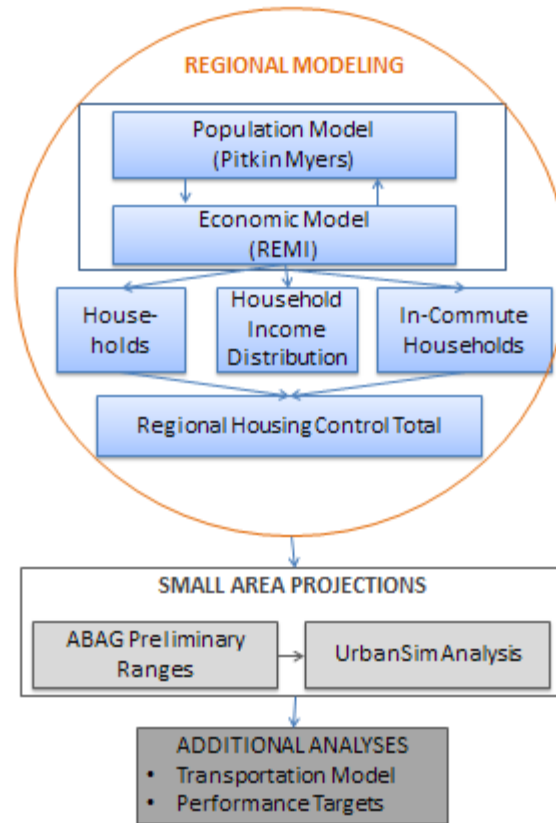 REGIONAL MODELING
Population Model
(Pitkin Myers)
Economic Model
(REMI)
House-
holds
Household
Income
Distribution
In-Commute
Households
Regional Housing Control Total
SMALL AREA PROJECTIONS
ABAG Preliminary
Ranges
UrbanSim Analysis
ADDITIONAL ANALYSES
• Transportation Model
• Performance Targets